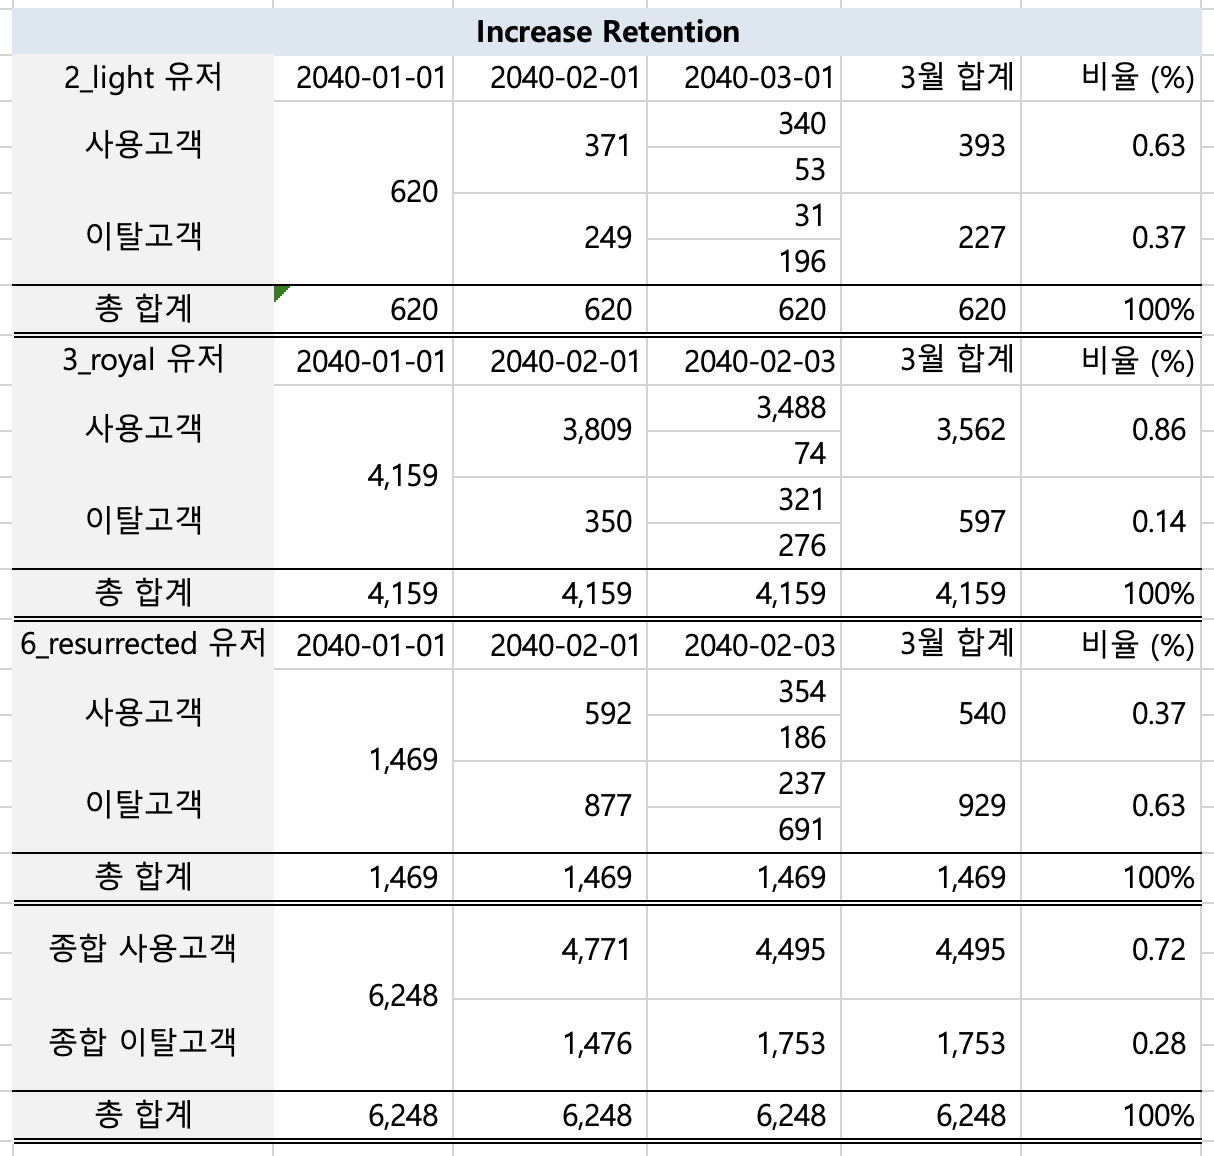 Increase Retention
2_light 유저 2040-01-01 2040-02-01 2040-03-01 3월 합계 비율 (%)
사용고객 620 371 340 393 0.63
53
이탈고객 249 31 227 0.37
196
총 합계 620 620 620 620 100%
3_royal 유저 2040-01-01 2040-02-01 2040-02-03 3월 합계 비율 (%)
사용고객 4,159 3,809 3,488 3,562 0.86
74
이탈고객 350 321 597 0.14
276
총 합계 4,159 4,159 4,159 4,159 100%
6_resurrected 유저 2040-01-01 2040-02-01 2040-02-03 3월 합계 비율 (%)
사용고객 1,469 592 354 540 0.37
186
이탈고객 877 237 929 0.63
691
총 합계 1,469 1,469 1,469 1,469 100%
종합 사용고객 6,248 4,771 4,495 4,495 0.72
종합 이탈고객 1,476 1,753 1,753 0.28
총 합계 6,248 6,248 6,248 6,248 100%